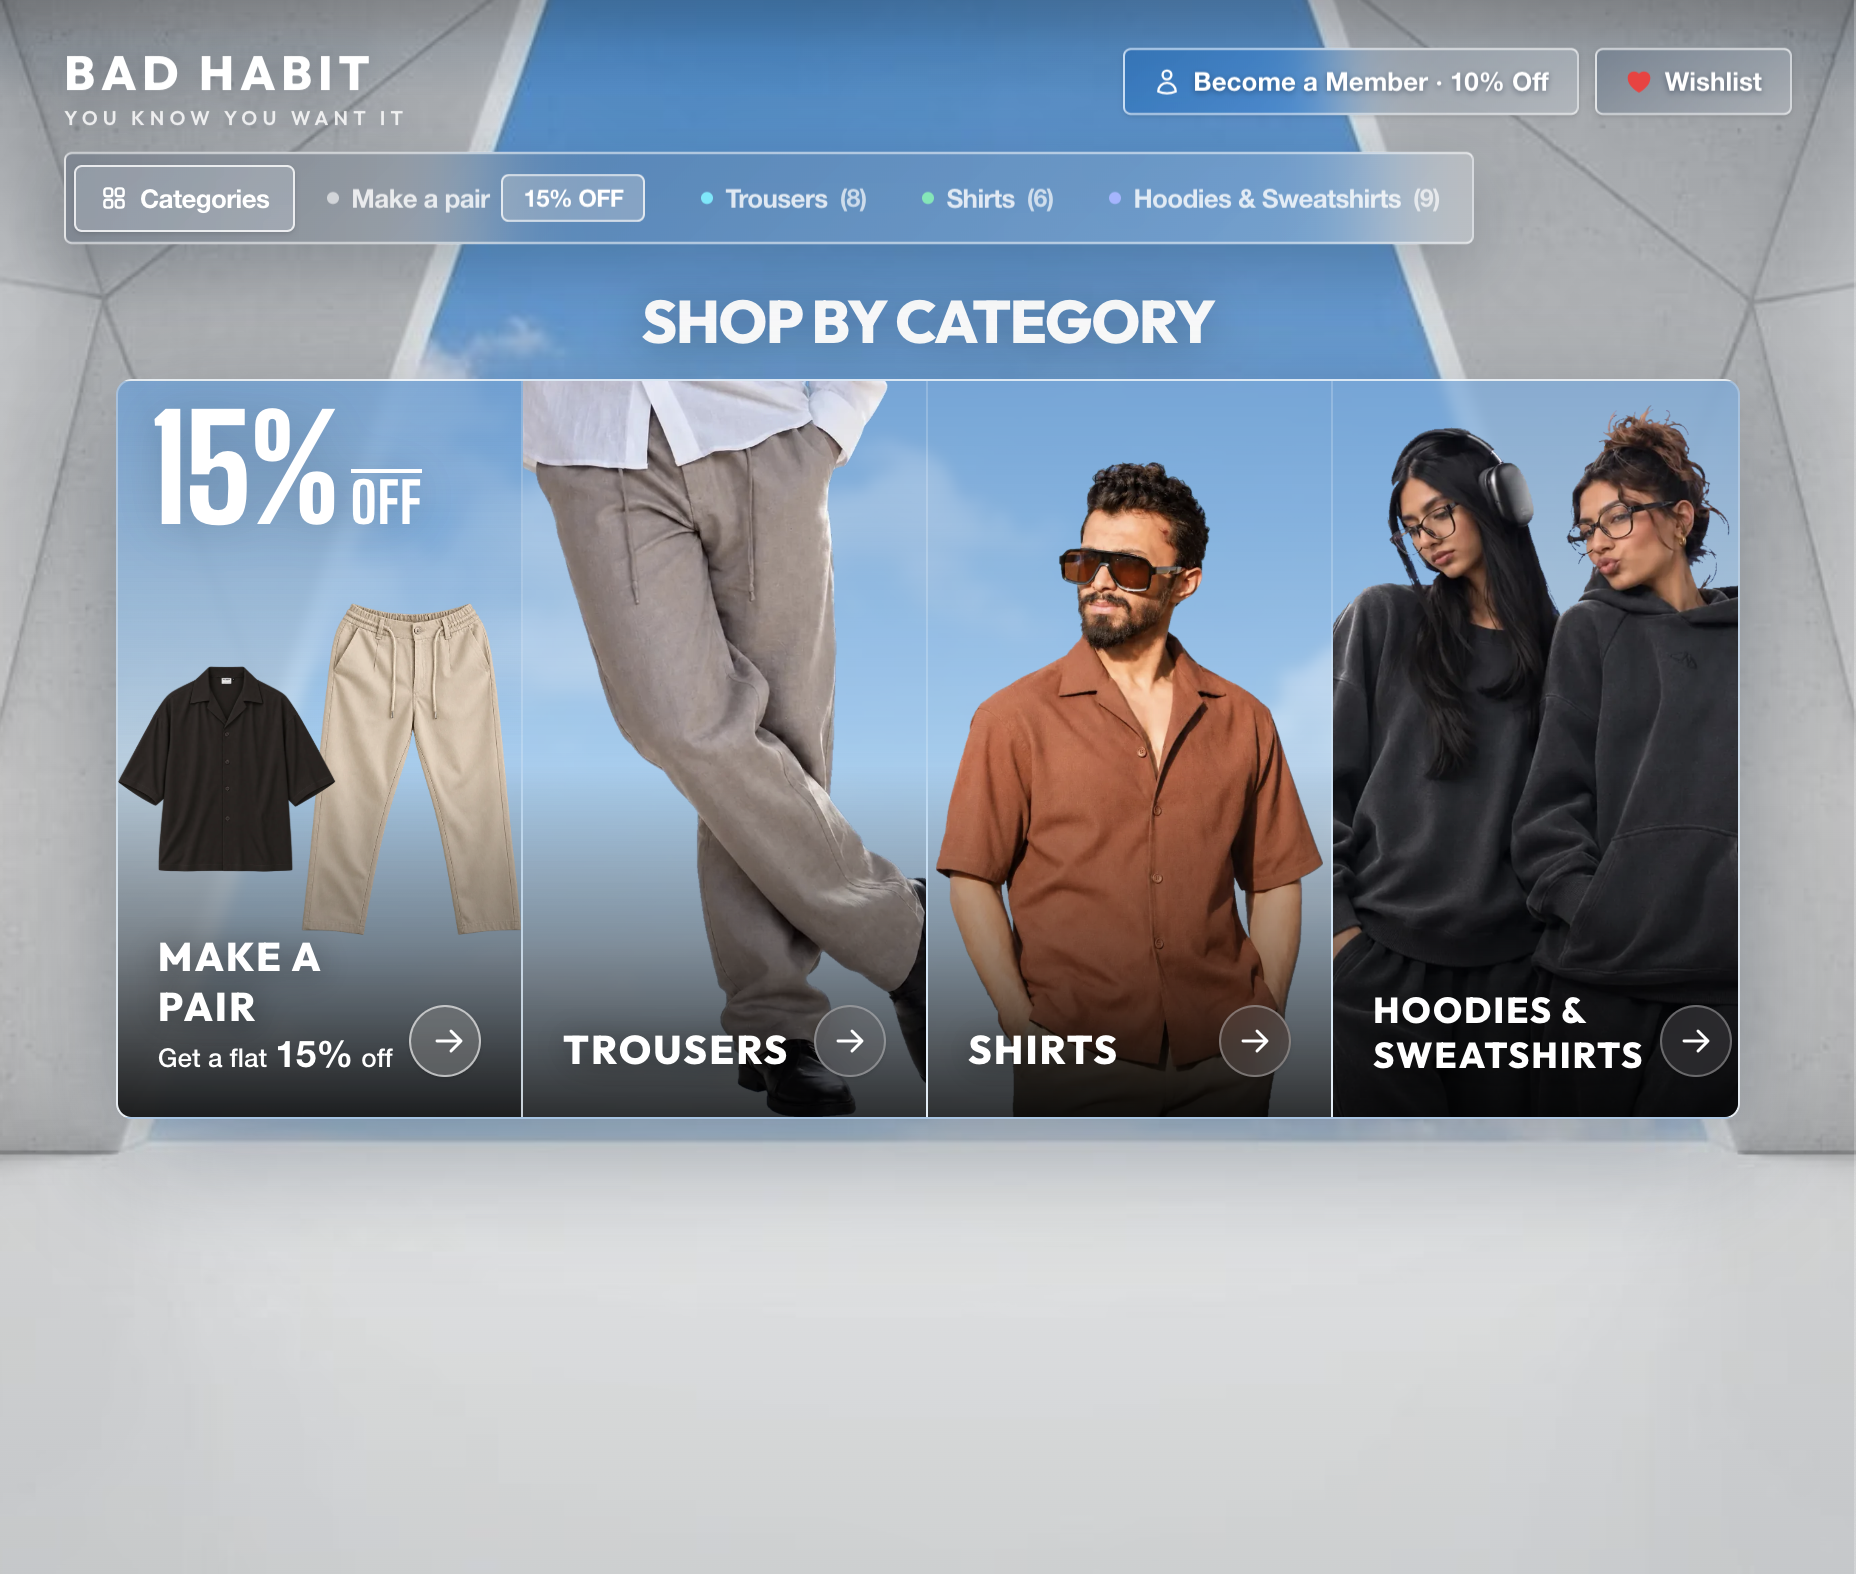 BAD HABIT
YOU KNOW YOU WANT IT
Become a Member · 10% Off
Wishlist
Categories
Make a pair
15% OFF
Trousers (8)
Shirts (6)
Hoodies & Sweatshirts (9)
SHOP BY CATEGORY
15% OFF
MAKE A
PAIR
Get a flat 15% off
TROUSERS
SHIRTS
HOODIES &
SWEATSHIRTS